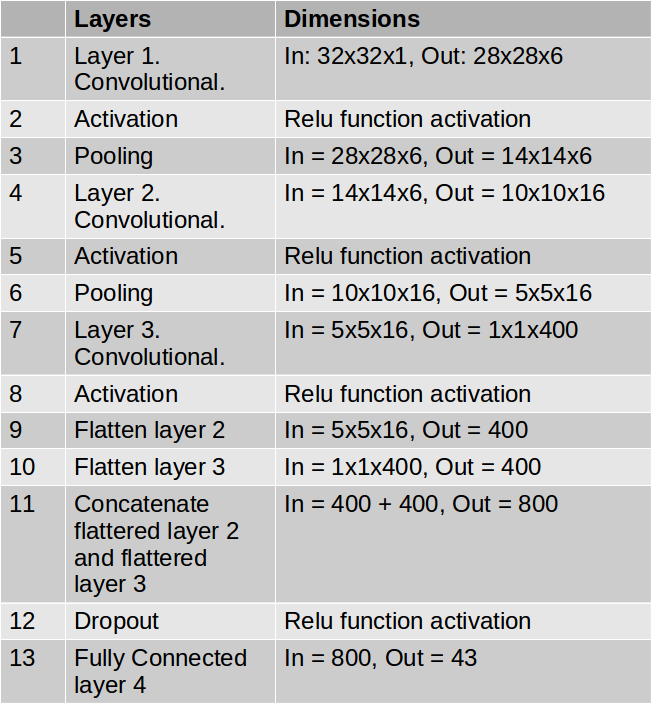 Layers Dimensions
1 Layer 1. In: 32x32x1, Out: 28x28x6
Convolutional.
2 Activation Relu function activation
3 Pooling In = 28x28x6, Out = 14x14x6
4 Layer 2. In = 14x14x6, Out = 10x10x16
Convolutional.
5 Activation Relu function activation
6 Pooling In = 10x10x16, Out = 5x5x16
7 Layer 3. In = 5x5x16, Out = 1x1x400
Convolutional.
8 Activation Relu function activation
9 Flatten layer 2 In = 5x5x16, Out = 400
10 Flatten layer 3 In = 1x1x400, Out = 400
11 Concatenate In = 400 + 400, Out = 800
flattered layer 2
and flattered
layer 3
12 Dropout Relu function activation
13 Fully Connected In = 800, Out = 43
layer 4